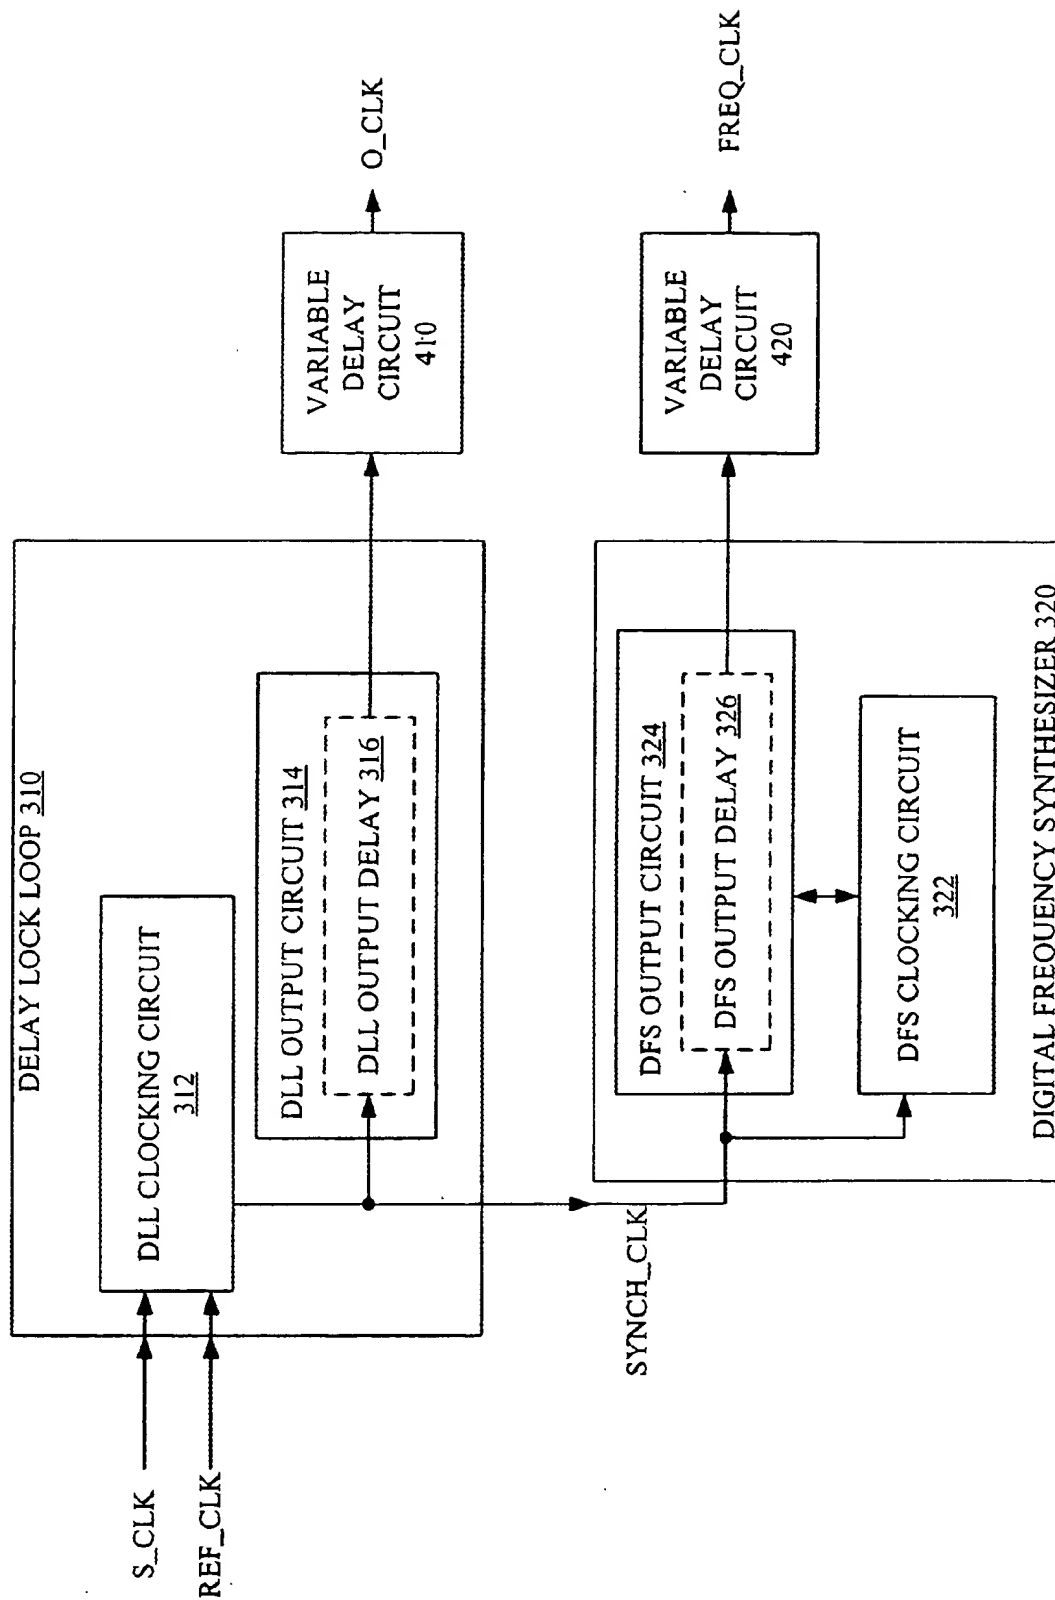 DELAY LOCK LOOP 310
S_CLK
REF_CLK
DLL CLOCKING CIRCUIT
312
DLL OUTPUT CIRCUIT 314
DLL OUTPUT DELAY 316
VARIABLE
DELAY
CIRCUIT
410
O_CLK
SYNCH_CLK
DFS OUTPUT CIRCUIT 324
DFS OUTPUT DELAY 326
DFS CLOCKING CIRCUIT
322
VARIABLE
DELAY
CIRCUIT
420
FREQ_CLK
DIGITAL FREQUENCY SYNTHESIZER 320